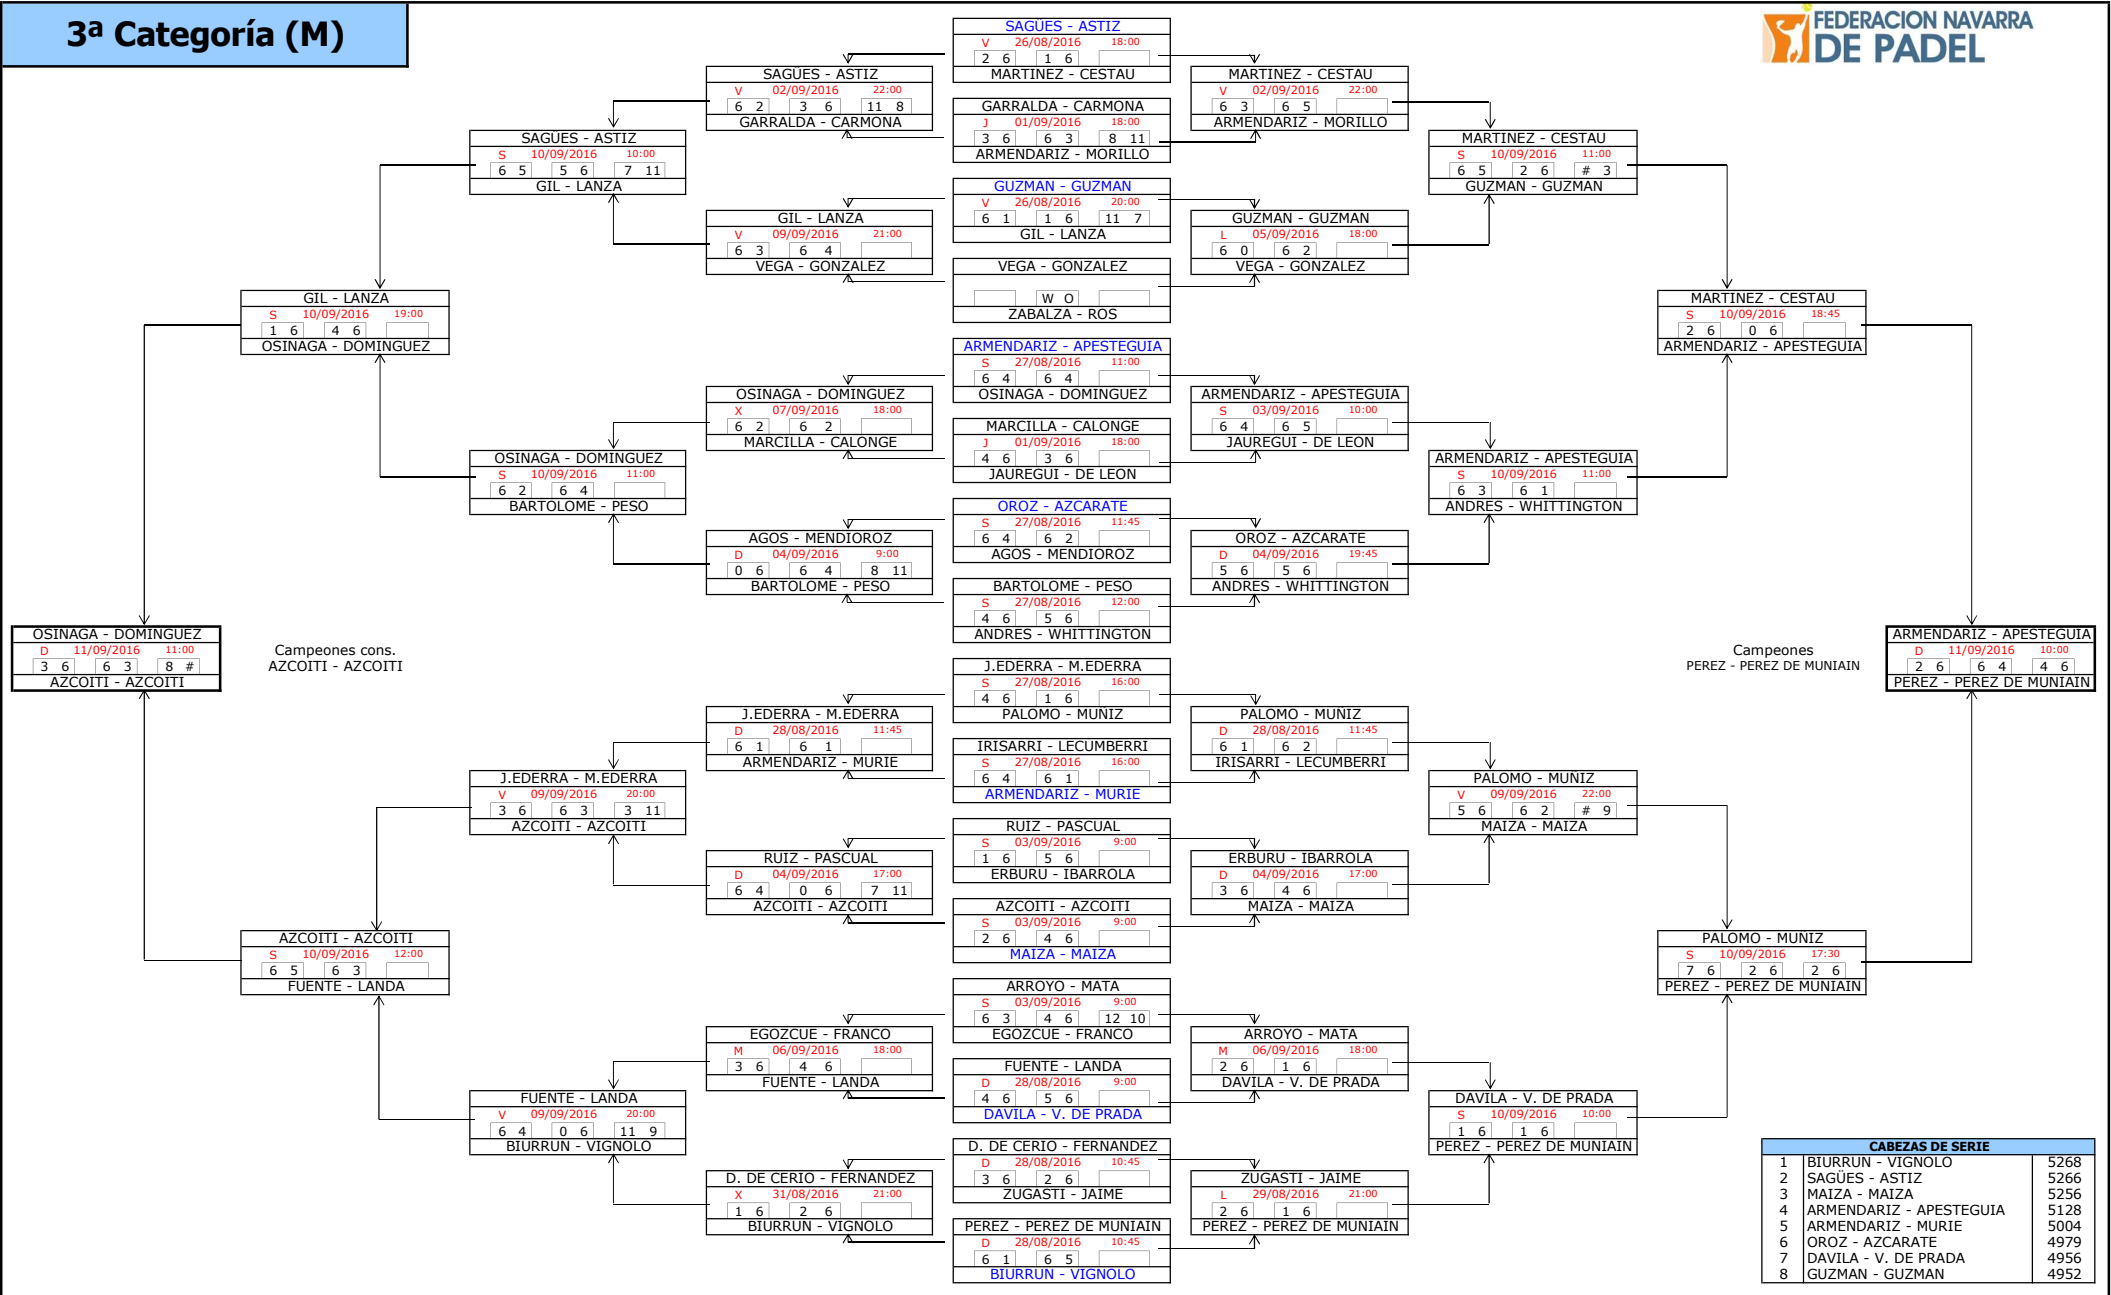 3ª Categoría (M)
FEDERACION NAVARRA
DE PADEL
SAGÜES - ASTIZ
V 26/08/2016 18:00
2 6 1 6
MARTINEZ - CESTAU
GARRALDA - CARMONA
J 01/09/2016 18:00
3 6 6 3 8 11
ARMENDARIZ - MORILLO
GUZMAN - GUZMAN
V 26/08/2016 20:00
6 1 1 6 11 7
GIL - LANZA
VEGA - GONZALEZ
W O
ZABALZA - ROS
ARMENDARIZ - APESTEGUIA
S 27/08/2016 11:00
6 4 6 4
OSINAGA - DOMINGUEZ
MARCILLA - CALONGE
J 01/09/2016 18:00
4 6 3 6
JAUREGUI - DE LEON
OROZ - AZCARATE
S 27/08/2016 11:45
6 4 6 2
AGOS - MENDIOROZ
BARTOLOME - PESO
S 27/08/2016 12:00
4 6 5 6
ANDRES - WHITTINGTON
J.EDERRA - M.EDERRA
S 27/08/2016 16:00
4 6 1 6
PALOMO - MUÑIZ
IRISARRI - LECUMBERRI
S 27/08/2016 16:00
6 4 6 1
ARMENDARIZ - MURIE
RUIZ - PASCUAL
S 03/09/2016 9:00
1 6 5 6
ERBURU - IBARROLA
AZCOITI - AZCOITI
S 03/09/2016 9:00
2 6 4 6
MAIZA - MAIZA
ARROYO - MATA
S 03/09/2016 9:00
6 3 4 6 12 10
EGOZCUE - FRANCO
FUENTE - LANDA
D 28/08/2016 9:00
4 6 5 6
DAVILA - V. DE PRADA
D. DE CERIO - FERNANDEZ
D 28/08/2016 10:45
3 6 2 6
ZUGASTI - JAIME
PEREZ - PEREZ DE MUNIAIN
D 28/08/2016 10:45
6 1 6 5
BIURRUN - VIGNOLO
SAGÜES - ASTIZ
V 02/09/2016 22:00
6 2 3 6 11 8
GARRALDA - CARMONA
GIL - LANZA
V 09/09/2016 21:00
6 3 6 4
VEGA - GONZALEZ
OSINAGA - DOMINGUEZ
X 07/09/2016 18:00
6 2 6 2
MARCILLA - CALONGE
AGOS - MENDIOROZ
D 04/09/2016 9:00
0 6 6 4 8 11
BARTOLOME - PESO
J.EDERRA - M.EDERRA
D 28/08/2016 11:45
6 1 6 1
ARMENDARIZ - MURIE
RUIZ - PASCUAL
D 04/09/2016 17:00
6 4 0 6 7 11
AZCOITI - AZCOITI
EGOZCUE - FRANCO
M 06/09/2016 18:00
3 6 4 6
FUENTE - LANDA
D. DE CERIO - FERNANDEZ
X 31/08/2016 21:00
1 6 2 6
BIURRUN - VIGNOLO
SAGÜES - ASTIZ
S 10/09/2016 10:00
6 5 5 6 7 11
GIL - LANZA
OSINAGA - DOMINGUEZ
S 10/09/2016 11:00
6 2 6 4
BARTOLOME - PESO
J.EDERRA - M.EDERRA
V 09/09/2016 20:00
3 6 6 3 3 11
AZCOITI - AZCOITI
FUENTE - LANDA
V 09/09/2016 20:00
6 4 0 6 11 9
BIURRUN - VIGNOLO
GIL - LANZA
S 10/09/2016 19:00
1 6 4 6
OSINAGA - DOMINGUEZ
AZCOITI - AZCOITI
S 10/09/2016 12:00
6 5 6 3
FUENTE - LANDA
OSINAGA - DOMINGUEZ
D 11/09/2016 11:00
3 6 6 3 8 #
AZCOITI - AZCOITI
Campeones cons.
AZCOITI - AZCOITI
MARTINEZ - CESTAU
V 02/09/2016 22:00
6 3 6 5
ARMENDARIZ - MORILLO
GUZMAN - GUZMAN
L 05/09/2016 18:00
6 0 6 2
VEGA - GONZALEZ
ARMENDARIZ - APESTEGUIA
S 03/09/2016 10:00
6 4 6 5
JAUREGUI - DE LEON
OROZ - AZCARATE
D 04/09/2016 19:45
5 6 5 6
ANDRES - WHITTINGTON
PALOMO - MUÑIZ
D 28/08/2016 11:45
6 1 6 2
IRISARRI - LECUMBERRI
ERBURU - IBARROLA
D 04/09/2016 17:00
3 6 4 6
MAIZA - MAIZA
ARROYO - MATA
M 06/09/2016 18:00
2 6 1 6
DAVILA - V. DE PRADA
ZUGASTI - JAIME
L 29/08/2016 21:00
2 6 1 6
PEREZ - PEREZ DE MUNIAIN
MARTINEZ - CESTAU
S 10/09/2016 11:00
6 5 2 6 # 3
GUZMAN - GUZMAN
ARMENDARIZ - APESTEGUIA
S 10/09/2016 11:00
6 3 6 1
ANDRES - WHITTINGTON
PALOMO - MUÑIZ
V 09/09/2016 22:00
5 6 6 2 # 9
MAIZA - MAIZA
DAVILA - V. DE PRADA
S 10/09/2016 10:00
1 6 1 6
PEREZ - PEREZ DE MUNIAIN
MARTINEZ - CESTAU
S 10/09/2016 18:45
2 6 0 6
ARMENDARIZ - APESTEGUIA
PALOMO - MUÑIZ
S 10/09/2016 17:30
7 6 2 6 2 6
PEREZ - PEREZ DE MUNIAIN
Campeones
PEREZ - PEREZ DE MUNIAIN
ARMENDARIZ - APESTEGUIA
D 11/09/2016 10:00
2 6 6 4 4 6
PEREZ - PEREZ DE MUNIAIN
CABEZAS DE SERIE
1 BIURRUN - VIGNOLO 5268
2 SAGÜES - ASTIZ 5266
3 MAIZA - MAIZA 5256
4 ARMENDARIZ - APESTEGUIA 5128
5 ARMENDARIZ - MURIE 5004
6 OROZ - AZCARATE 4979
7 DAVILA - V. DE PRADA 4956
8 GUZMAN - GUZMAN 4952